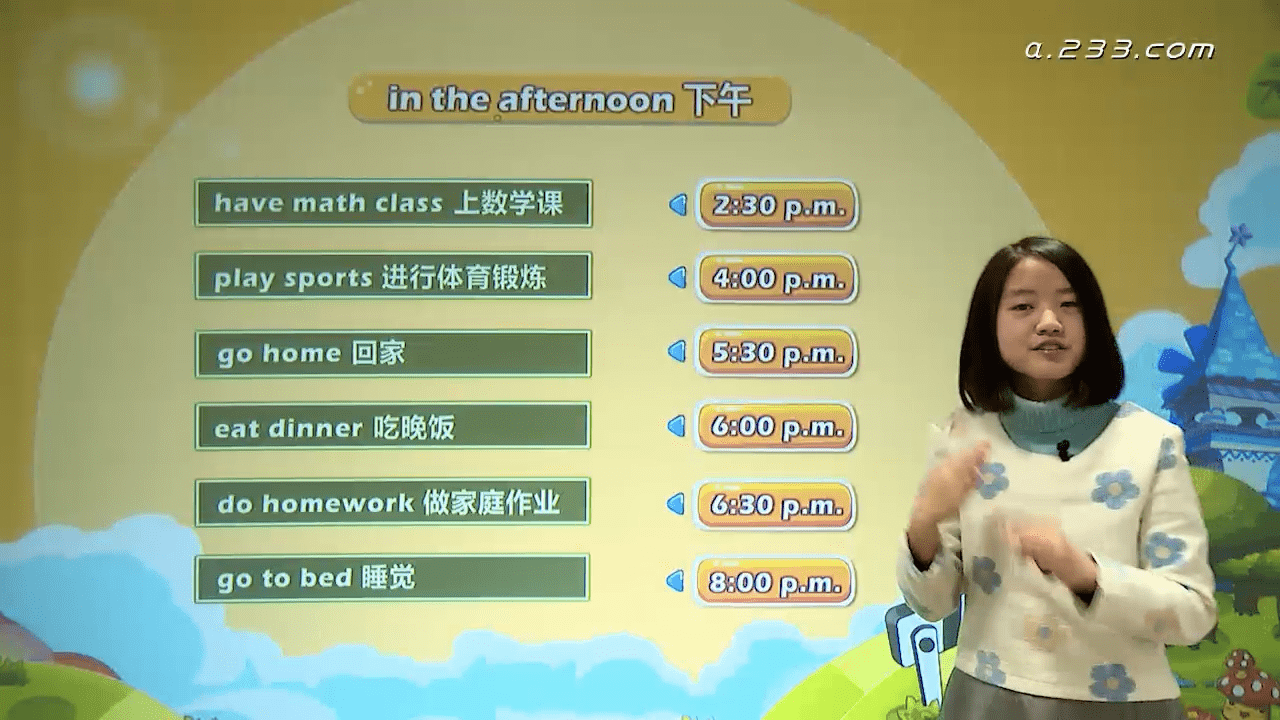 a.233.com
in the afternoon 下午
have math class 上数学课 2:30 p.m.
play sports 进行体育锻炼 4:00 p.m.
go home 回家 5:30 p.m.
eat dinner 吃晚饭 6:00 p.m.
do homework 做家庭作业 6:30 p.m.
go to bed 睡觉 8:00 p.m.